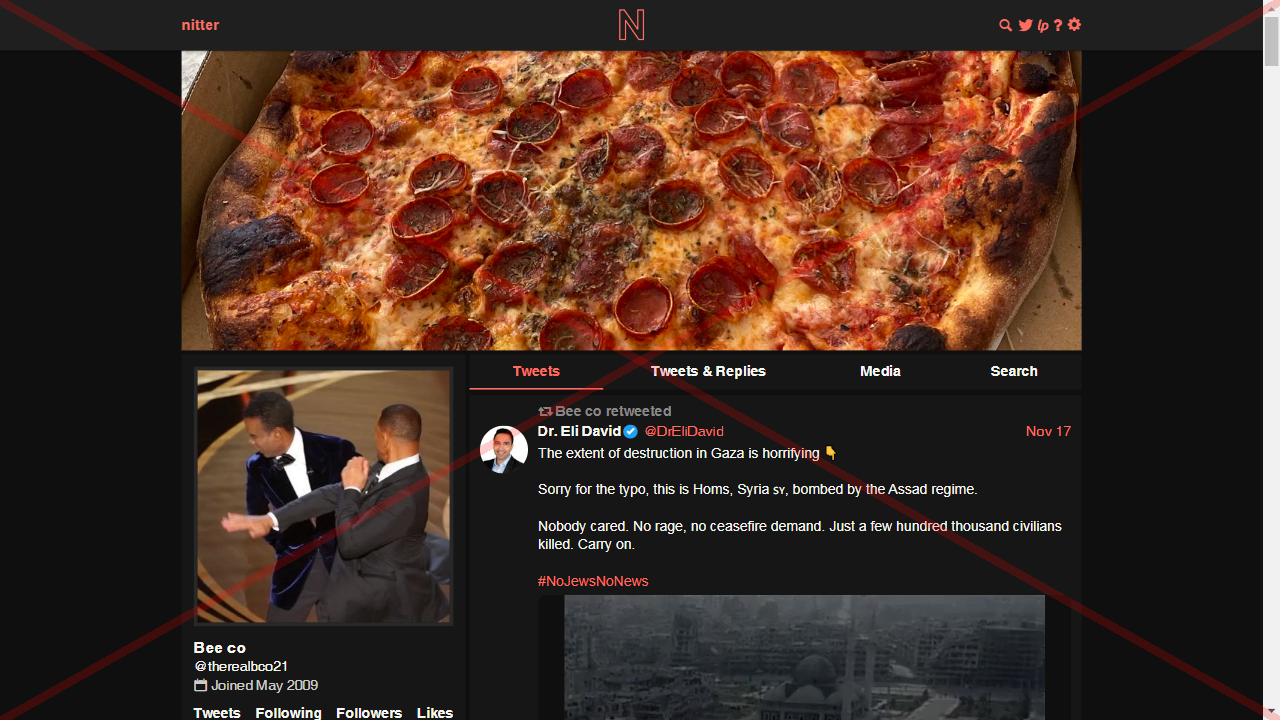 nitter
N
lp ?
Tweets Tweets & Replies Media Search
Bee co retweeted
Dr. Eli David @DrEliDavid Nov 17
The extent of destruction in Gaza is horrifying 👇
Sorry for the typo, this is Homs, Syria SY, bombed by the Assad regime.
Nobody cared. No rage, no ceasefire demand. Just a few hundred thousand civilians
killed. Carry on.
#NoJewsNoNews
Bee co
@therealbco21
Joined May 2009
Tweets Following Followers Likes